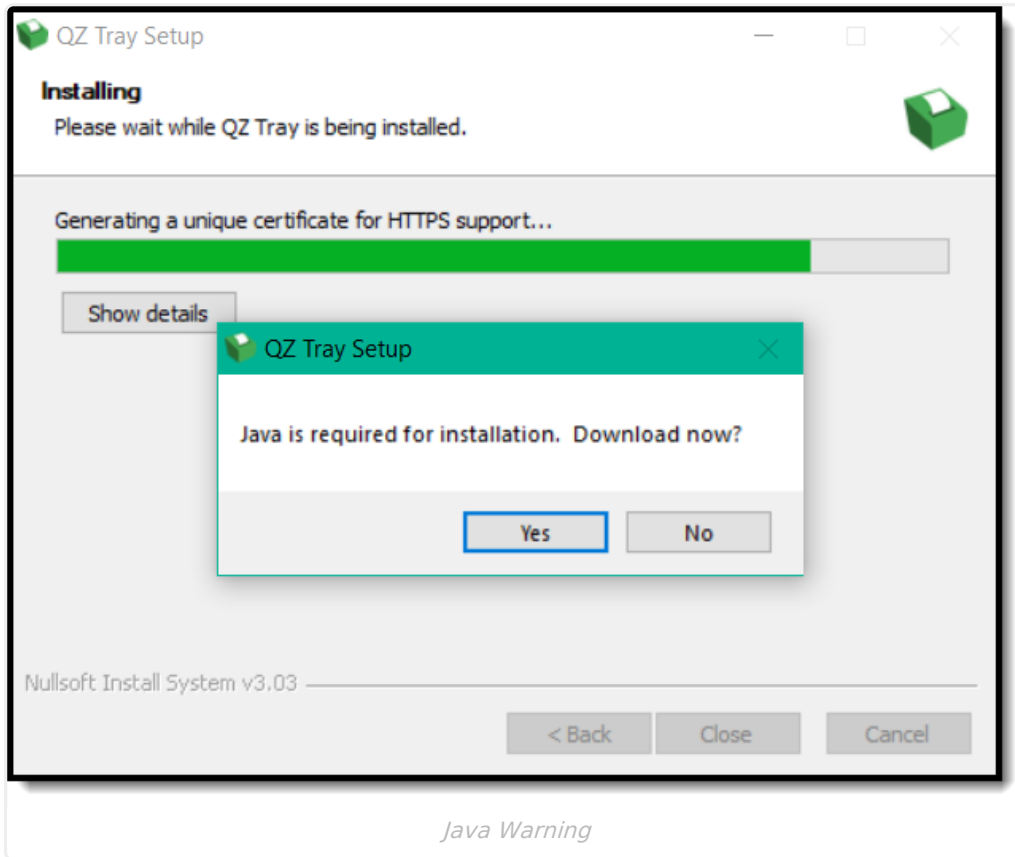 QZ Tray Setup
Installing
Please wait while QZ Tray is being installed.
Generating a unique certificate for HTTPS support...
Show details
QZ Tray Setup
Java is required for installation.  Download now?
Yes No
Nullsoft Install System v3.03
< Back Close Cancel
Java Warning